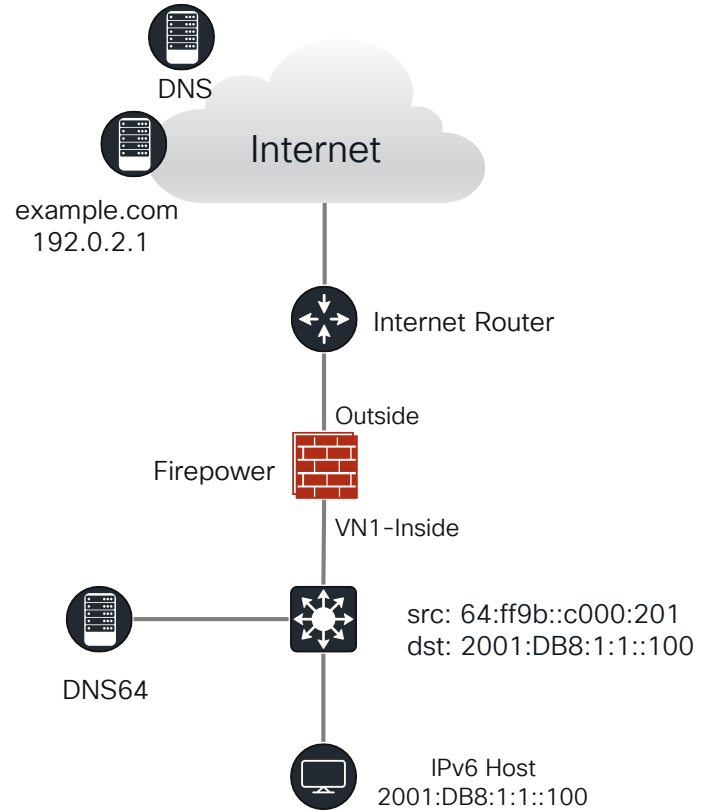 DNS
Internet
example.com
192.0.2.1
Internet Router
Outside
Firepower
VN1-Inside
src: 64:ff9b::c000:201
dst: 2001:DB8:1:1::100
DNS64
IPv6 Host
2001:DB8:1:1::100